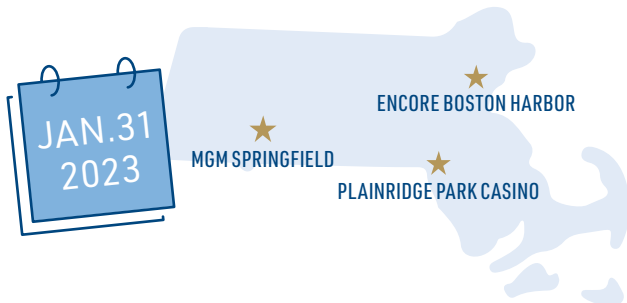 JAN.31
2023
ENCORE BOSTON HARBOR
MGM SPRINGFIELD
PLAINRIDGE PARK CASINO